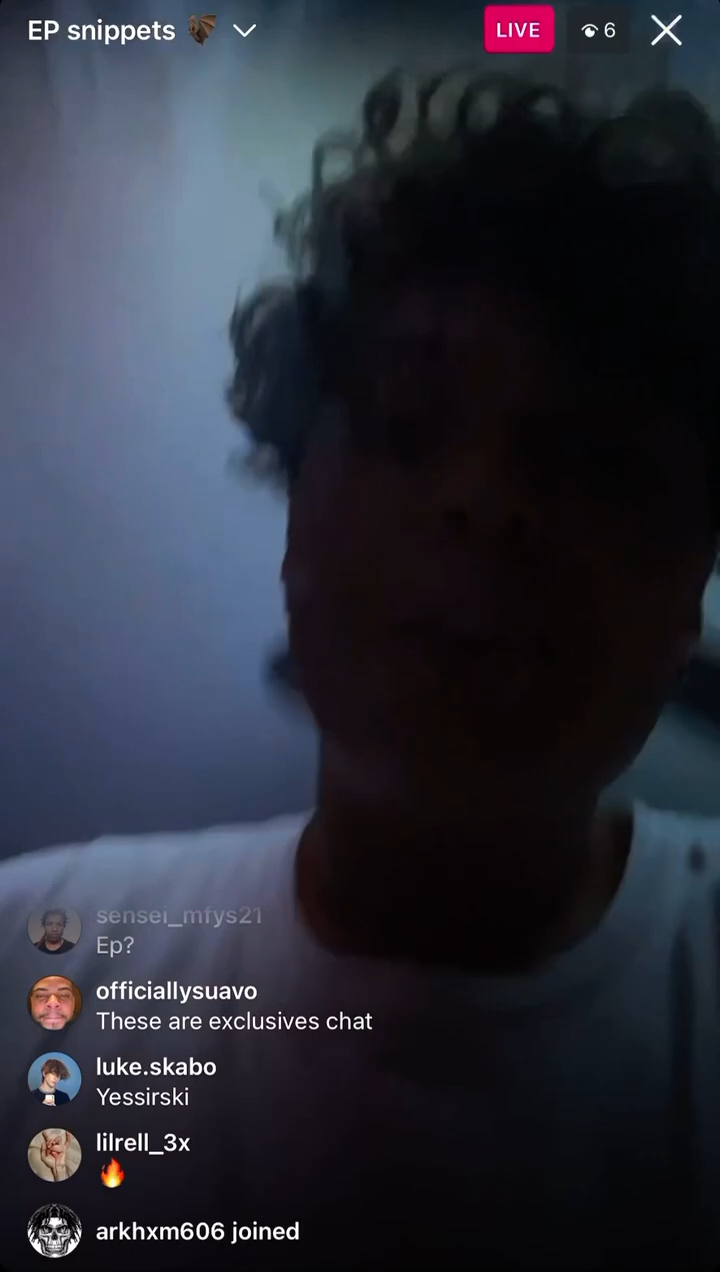 EP snippets 🦇
LIVE
6
sensei_mfys21
Ep?
officiallysuavo
These are exclusives chat
luke.skabo
Yessirski
lilrell_3x
🔥
arkhxm606 joined